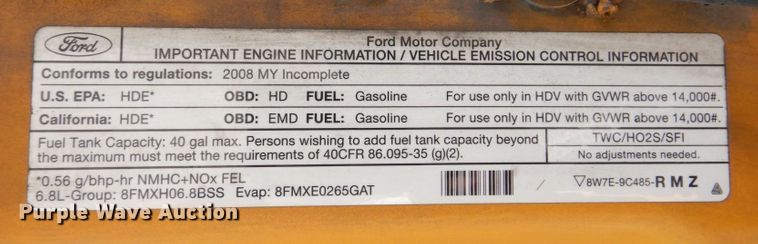 Ford
Ford Motor Company
IMPORTANT ENGINE INFORMATION / VEHICLE EMISSION CONTROL INFORMATION
Conforms to regulations: 2008 MY Incomplete
U.S. EPA: HDE* OBD: HD FUEL: Gasoline For use only in HDV with GVWR above 14,000#.
California: HDE* OBD: EMD FUEL: Gasoline For use only in HDV with GVWR above 14,000#.
Fuel Tank Capacity: 40 gal max. Persons wishing to add fuel tank capacity beyond
the maximum must meet the requirements of 40CFR 86.095-35 (g)(2).
TWC/HO2S/SFI
No adjustments needed.
*0.56 g/bhp-hr NMHC+NOx FEL
6.8L-Group: 8FMXH06.8BSS Evap: 8FMXE0265GAT
▽8W7E-9C485-R M Z
Purple Wave Auction